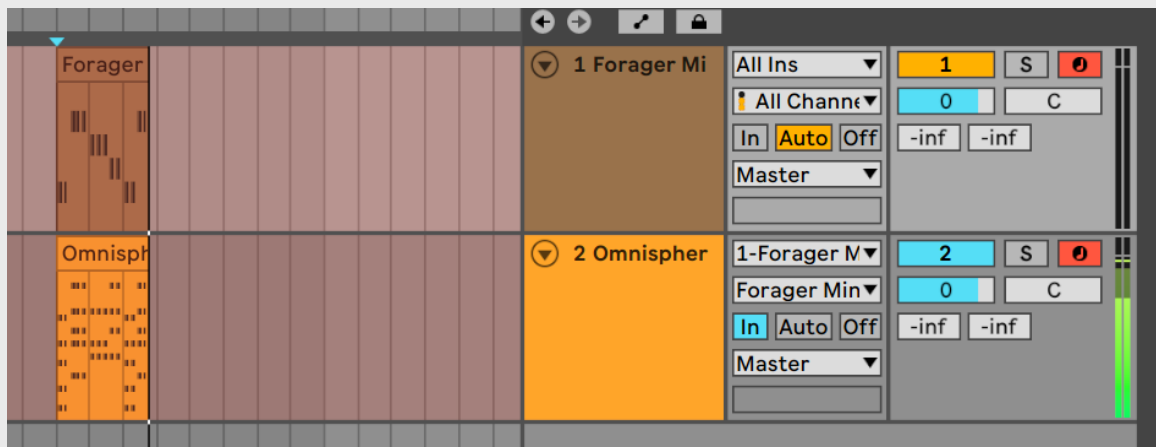 Forager
1 Forager Mi
All Ins
1
S
All Channe
0
C
In Auto Off
-inf
-inf
Master
Omnisph
2 Omnispher
1-Forager M
2
S
Forager Min
0
C
In Auto Off
-inf
-inf
Master